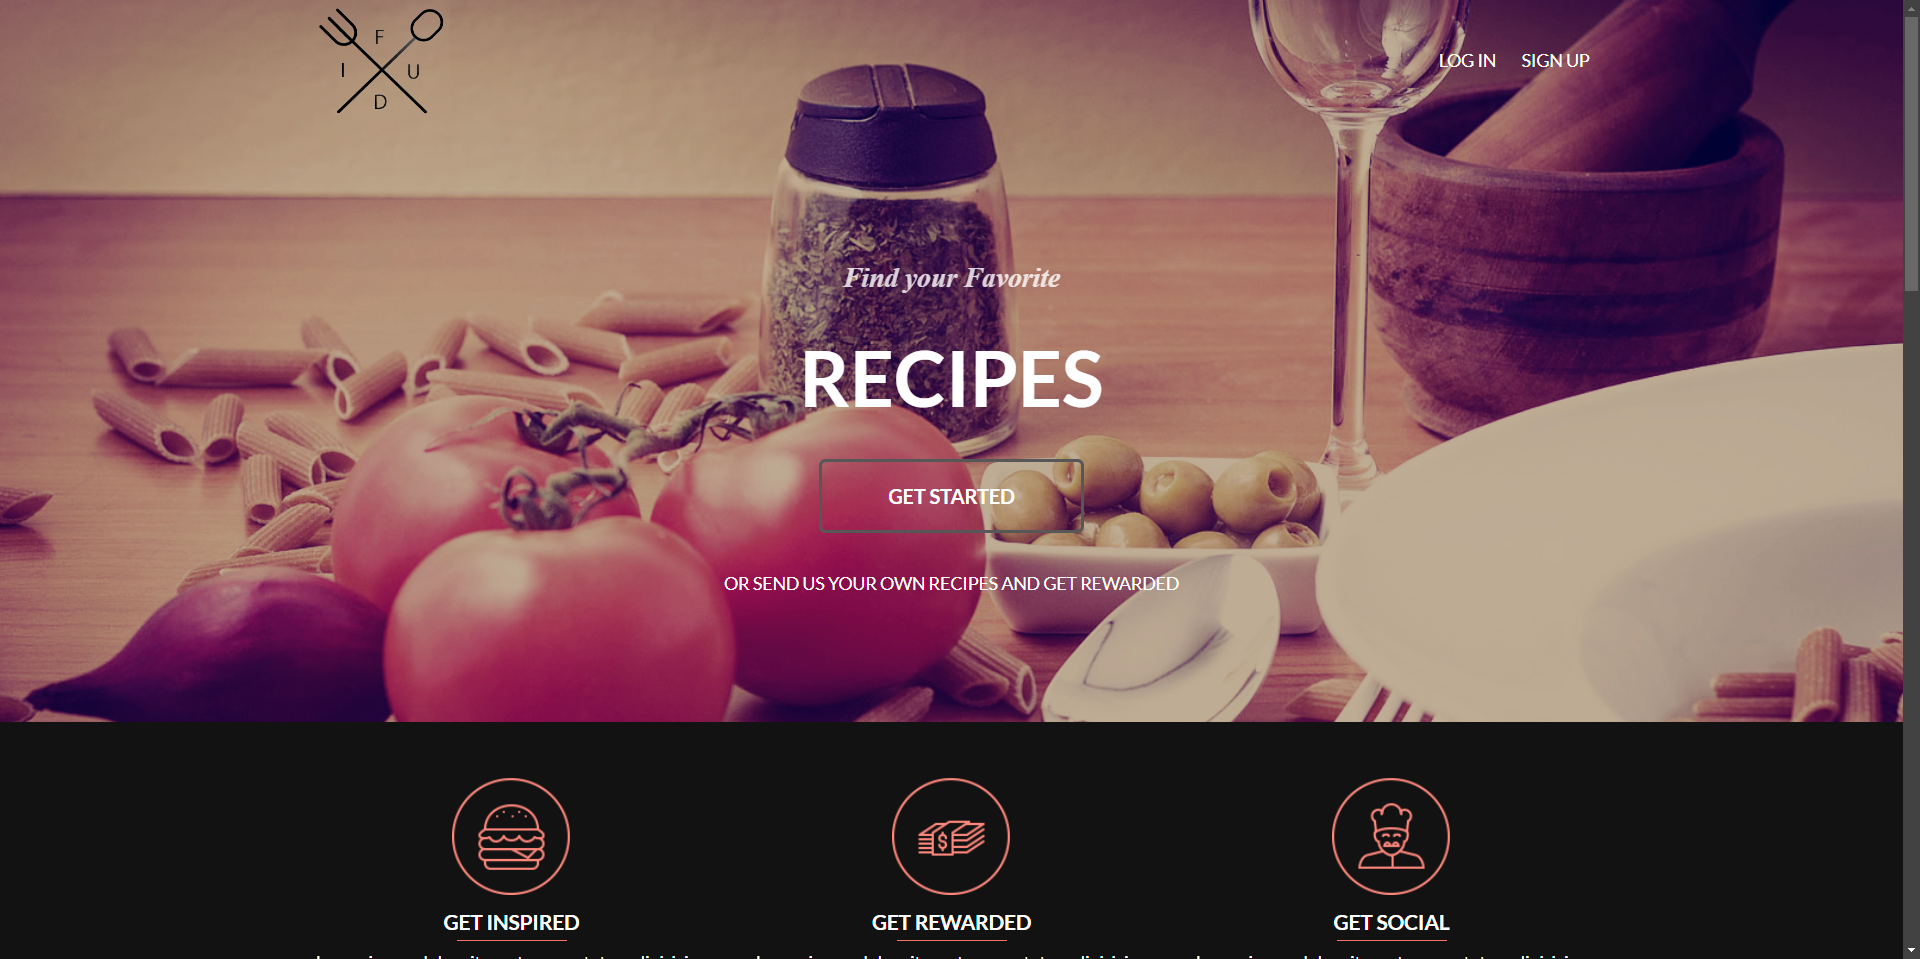 F
I U
D
LOG IN SIGN UP
Find your Favorite
RECIPES
GET STARTED
OR SEND US YOUR OWN RECIPES AND GET REWARDED
$
GET INSPIRED GET REWARDED GET SOCIAL